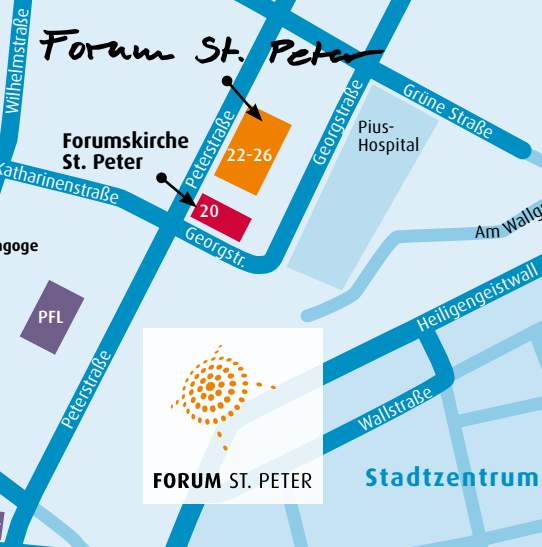 Wilhelmstraße
Forum St. Peter
Grüne Straße
Georgstraße
Pius-
Hospital
Peterstraße
Forumskirche
St. Peter
22-26
Katharinenstraße
20
Georgstr.
Am Wallg
agoge
Heiligengeistwall
PFL
Peterstraße
Wallstraße
FORUM ST. PETER
Stadtzentrum